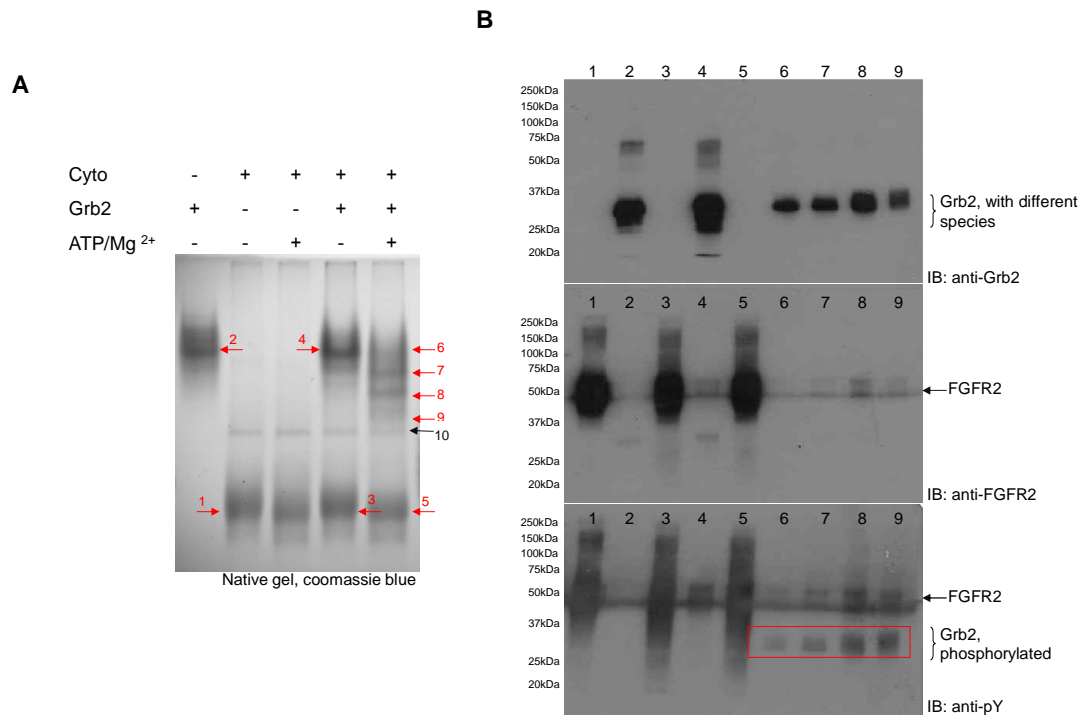 A
Cyto - + + + +
Grb2 + - - + +
ATP/Mg 2+ - - + - +
2
4
6
7
8
9
10
1
3
5
Native gel, coomassie blue
B
1 2 3 4 5 6 7 8 9
250kDa
150kDa
100kDa
75kDa
50kDa
37kDa
25kDa
20kDa
Grb2, with different
species
IB: anti-Grb2
1 2 3 4 5 6 7 8 9
250kDa
150kDa
100kDa
75kDa
50kDa
37kDa
25kDa
20kDa
FGFR2
IB: anti-FGFR2
1 2 3 4 5 6 7 8 9
250kDa
150kDa
100kDa
75kDa
50kDa
37kDa
25kDa
20kDa
FGFR2
Grb2,
phosphorylated
IB: anti-pY